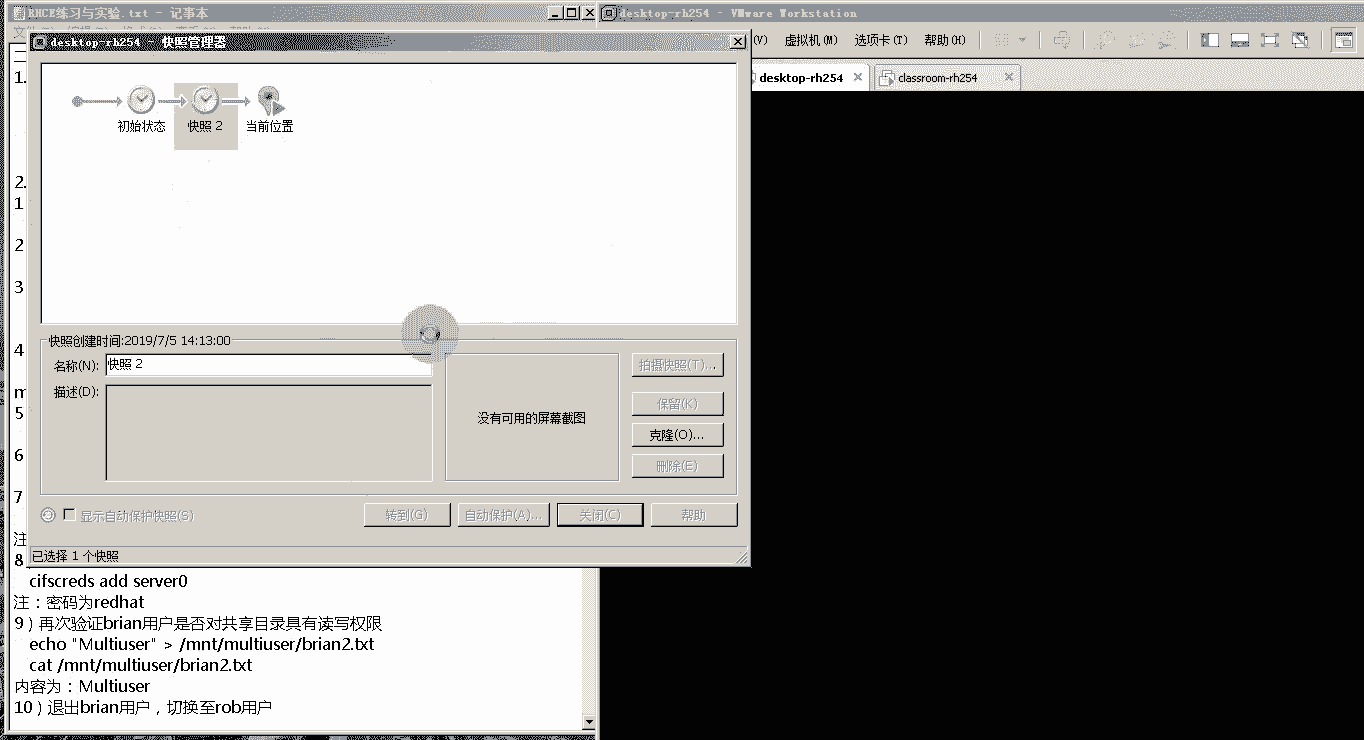 RHCE练习与实验.txt - 记事本
desktop-rh254 - VMware Workstation
desktop-rh254 - 快照管理器
(V) 虚拟机(M) 选项卡(T) 帮助(H)
desktop-rh254
classroom-rh254
初始状态
快照 2
当前位置
1.
2.
1
2
3
4
m
5
6
7
注
8
快照创建时间:2019/7/5 14:13:00
名称(N):
快照 2
描述(D):
没有可用的屏幕截图
拍摄快照(T)...
保留(K)
克隆(O)...
删除(E)
显示自动保护快照(S)
转到(G)
自动保护(A)...
关闭(C)
帮助
已选择 1 个快照
cifscreds add server0
注：密码为redhat
9）再次验证brian用户是否对共享目录具有读写权限
echo "Multiuser" > /mnt/multiuser/brian2.txt
cat /mnt/multiuser/brian2.txt
内容为：Multiuser
10）退出brian用户，切换至rob用户